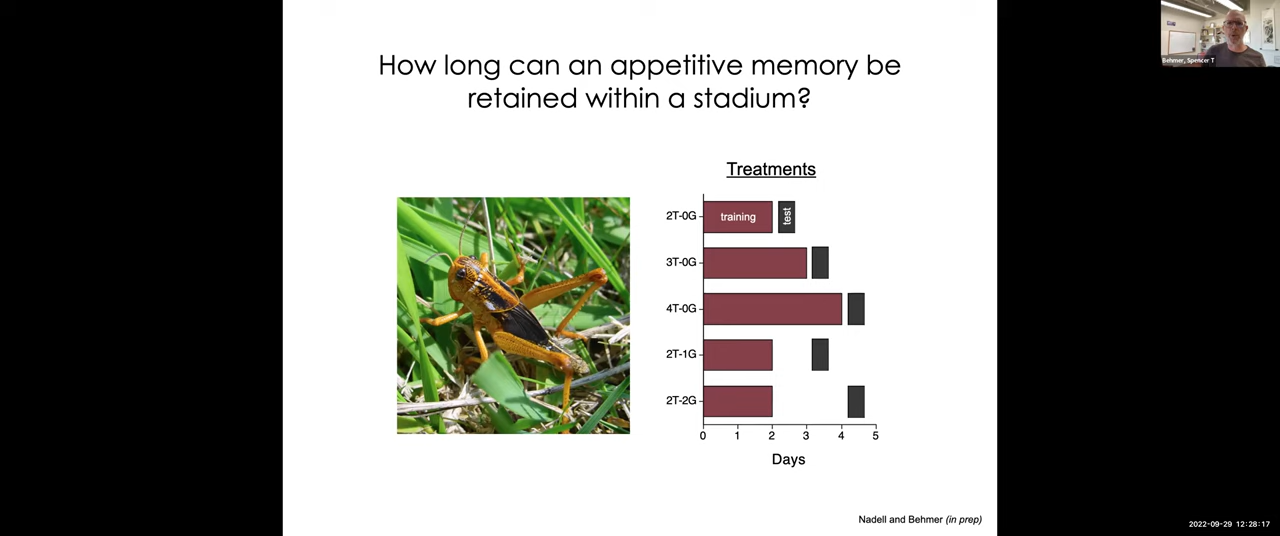 Behmer, Spencer T
How long can an appetitive memory be
retained within a stadium?
Treatments
2T-0G
training
test
3T-0G
4T-0G
2T-1G
2T-2G
0 1 2 3 4 5
Days
Nadell and Behmer (in prep)
2022-09-29 12:28:17